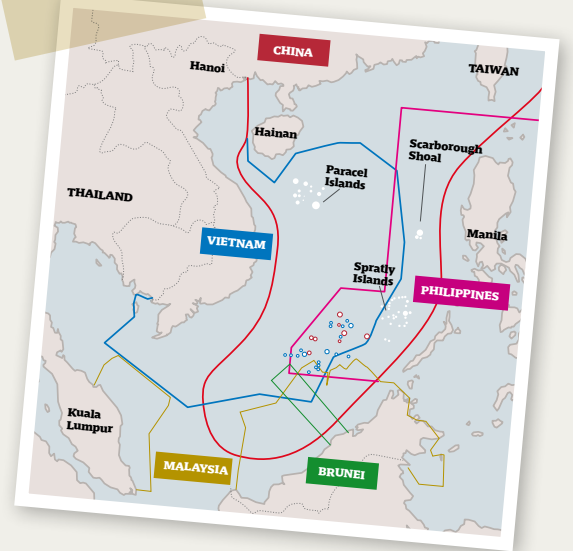 CHINA
TAIWAN
Hanoi
Hainan
Scarborough
Shoal
Paracel
Islands
THAILAND
VIETNAM
Manila
Spratly
Islands
PHILIPPINES
Kuala
Lumpur
MALAYSIA
BRUNEI